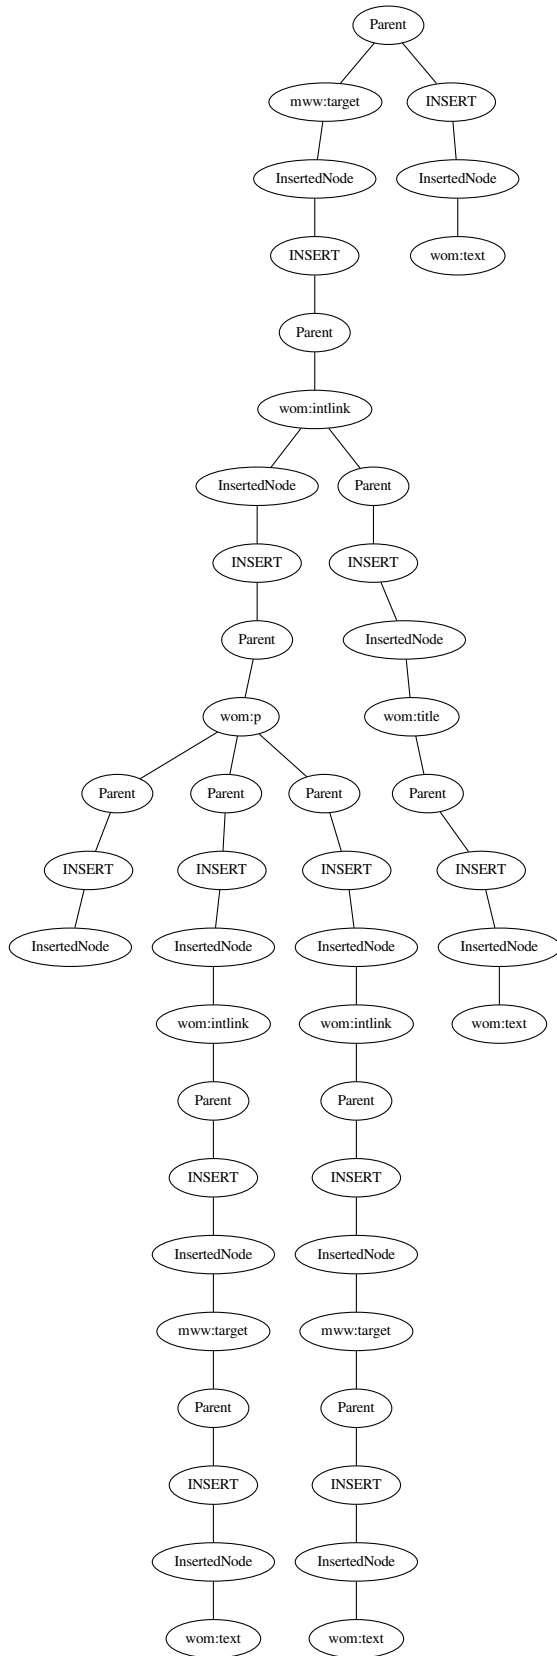 Parent
mww:target INSERT
InsertedNode InsertedNode
INSERT wom:text
Parent
wom:intlink
InsertedNode Parent
INSERT INSERT
Parent InsertedNode
wom:p wom:title
Parent Parent Parent Parent
INSERT INSERT INSERT INSERT
InsertedNode InsertedNode InsertedNode InsertedNode
wom:intlink wom:intlink wom:text
Parent Parent
INSERT INSERT
InsertedNode InsertedNode
mww:target mww:target
Parent Parent
INSERT INSERT
InsertedNode InsertedNode
wom:text wom:text